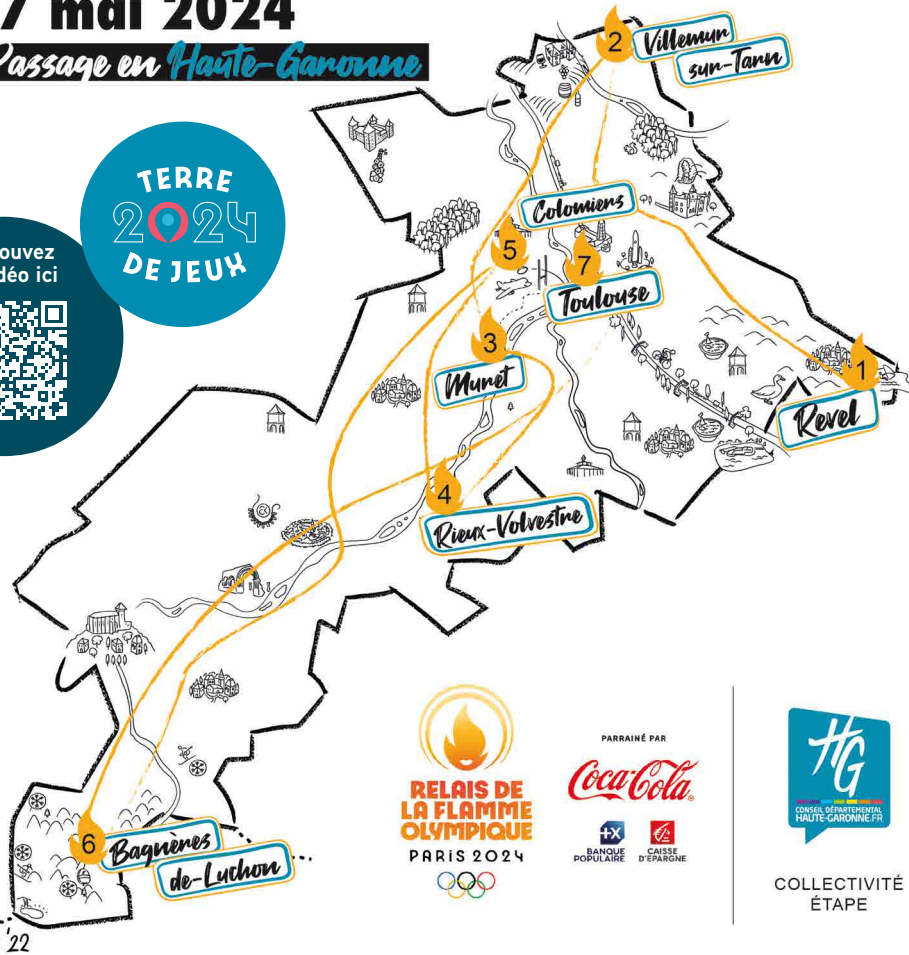 7 mai 2024
Passage en Haute-Garonne
TERRE
2024
DE JEUX
ouvez
déo ici
2
Villemur
sur-Tarn
Colomiers
5
7
Toulouse
3
Muret
1
Revel
4
Rieux-Volvestre
6
Bagnères
de-Luchon
'22
RELAIS DE
LA FLAMME
OLYMPIQUE
PARIS 2024
PARRAINÉ PAR
Coca-Cola
+X
BANQUE
POPULAIRE
CAISSE
D'ÉPARGNE
HG
CONSEIL DÉPARTEMENTAL
HAUTE-GARONNE.FR
COLLECTIVITÉ
ÉTAPE